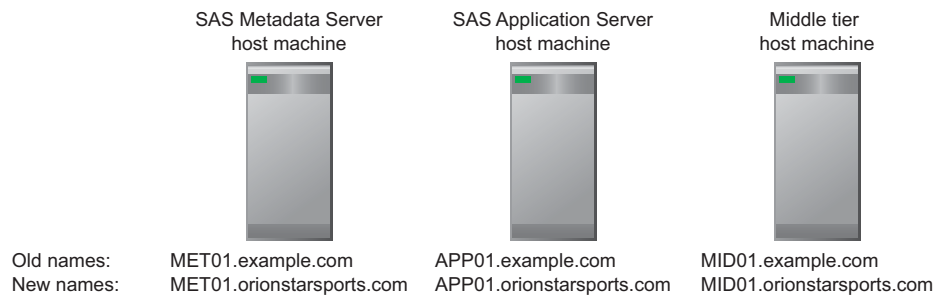 SAS Metadata Server
host machine
SAS Application Server
host machine
Middle tier
host machine
Old names: MET01.example.com APP01.example.com MID01.example.com
New names: MET01.orionstarsports.com APP01.orionstarsports.com MID01.orionstarsports.com